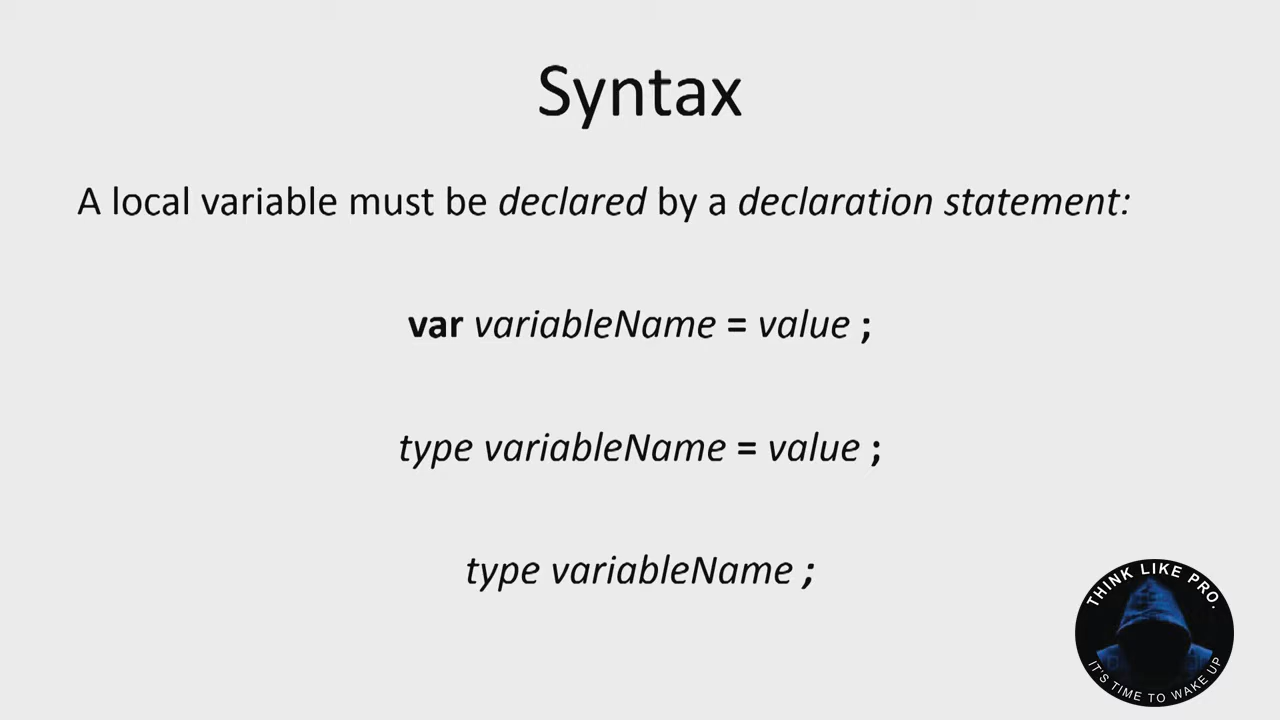 Syntax
A local variable must be declared by a declaration statement:
var variableName = value ;
type variableName = value ;
type variableName ;
THINK LIKE PRO.
IT'S TIME TO WAKE UP